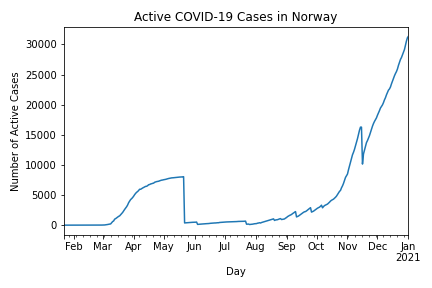 Active COVID-19 Cases in Norway
Number of Active Cases
30000
25000
20000
15000
10000
5000
0
Feb Mar Apr May Jun Jul Aug Sep Oct Nov Dec Jan
2021
Day